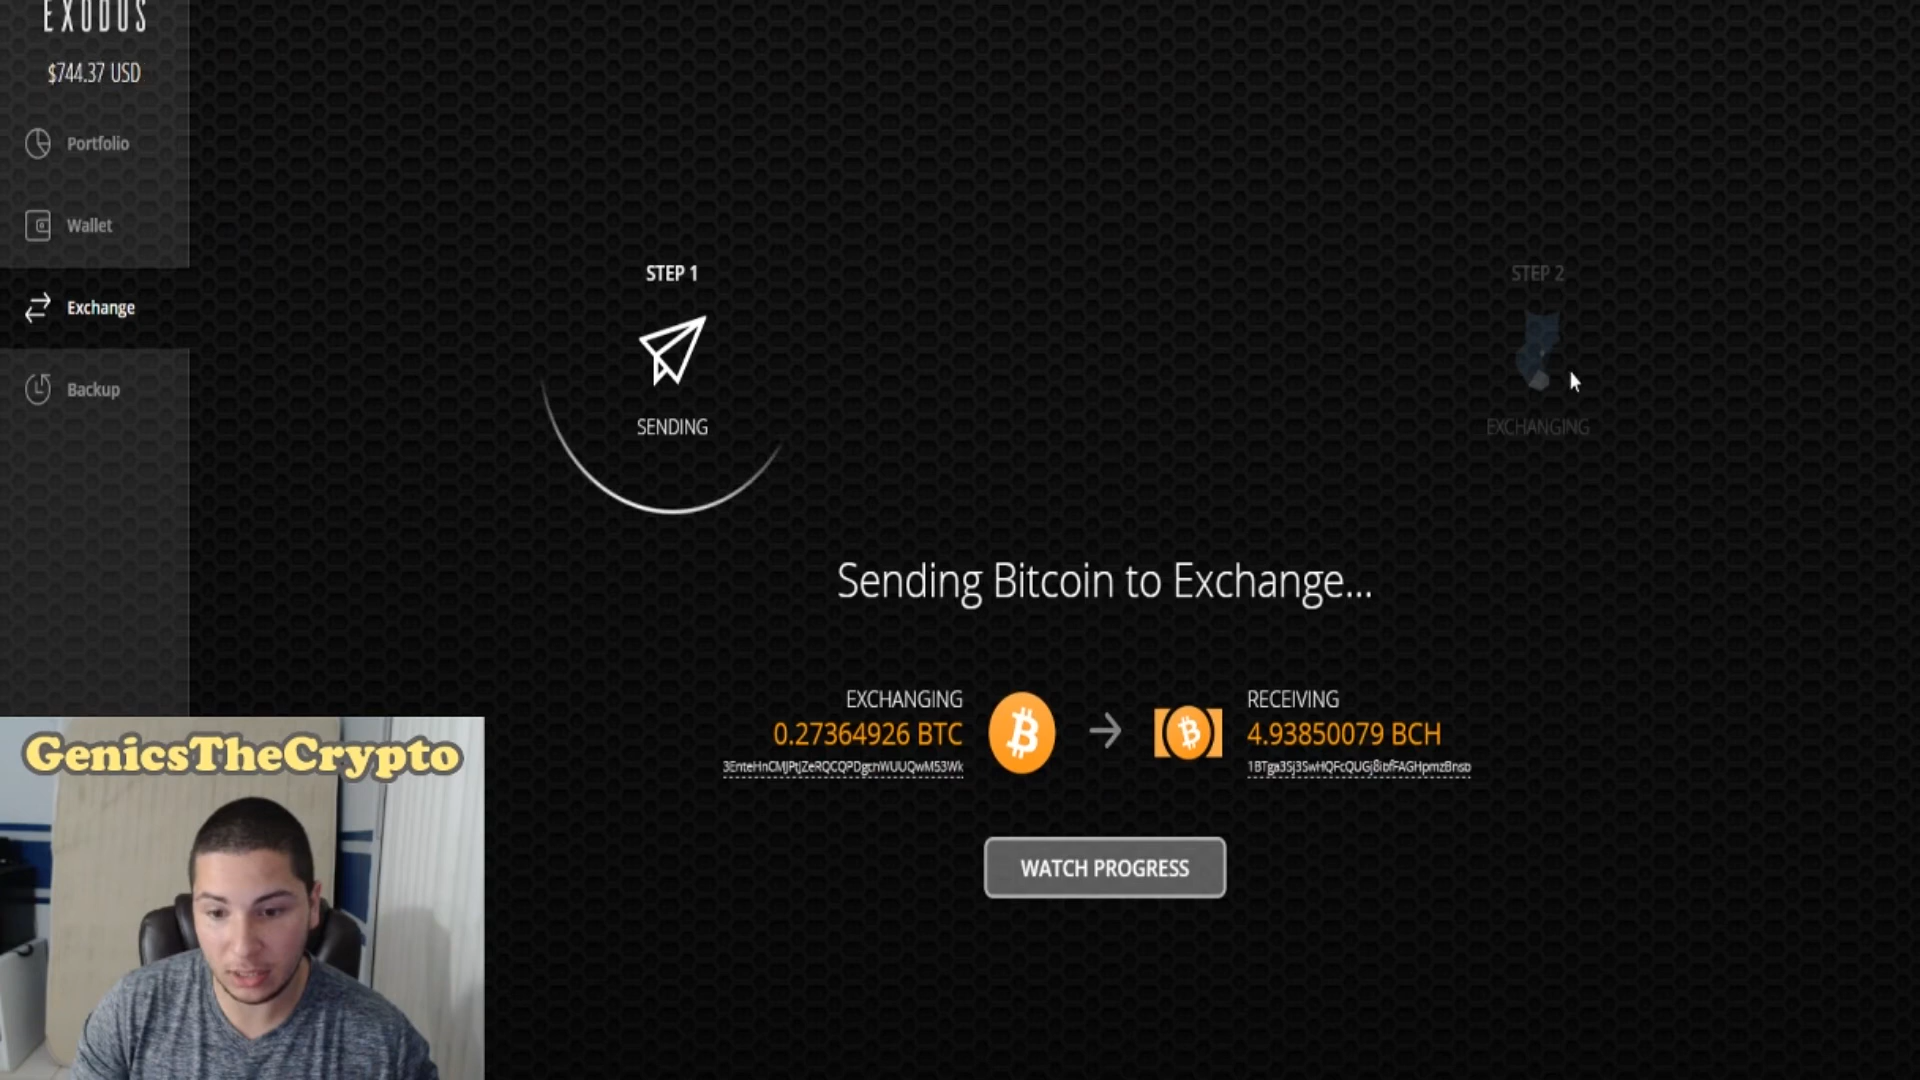 EXODUS
$744.37 USD
Portfolio
Wallet
Exchange
Backup
STEP 1
SENDING
STEP 2
EXCHANGING
Sending Bitcoin to Exchange...
EXCHANGING
0.27364926 BTC
RECEIVING
4.93850079 BCH
WATCH PROGRESS
GenicsTheCrypto